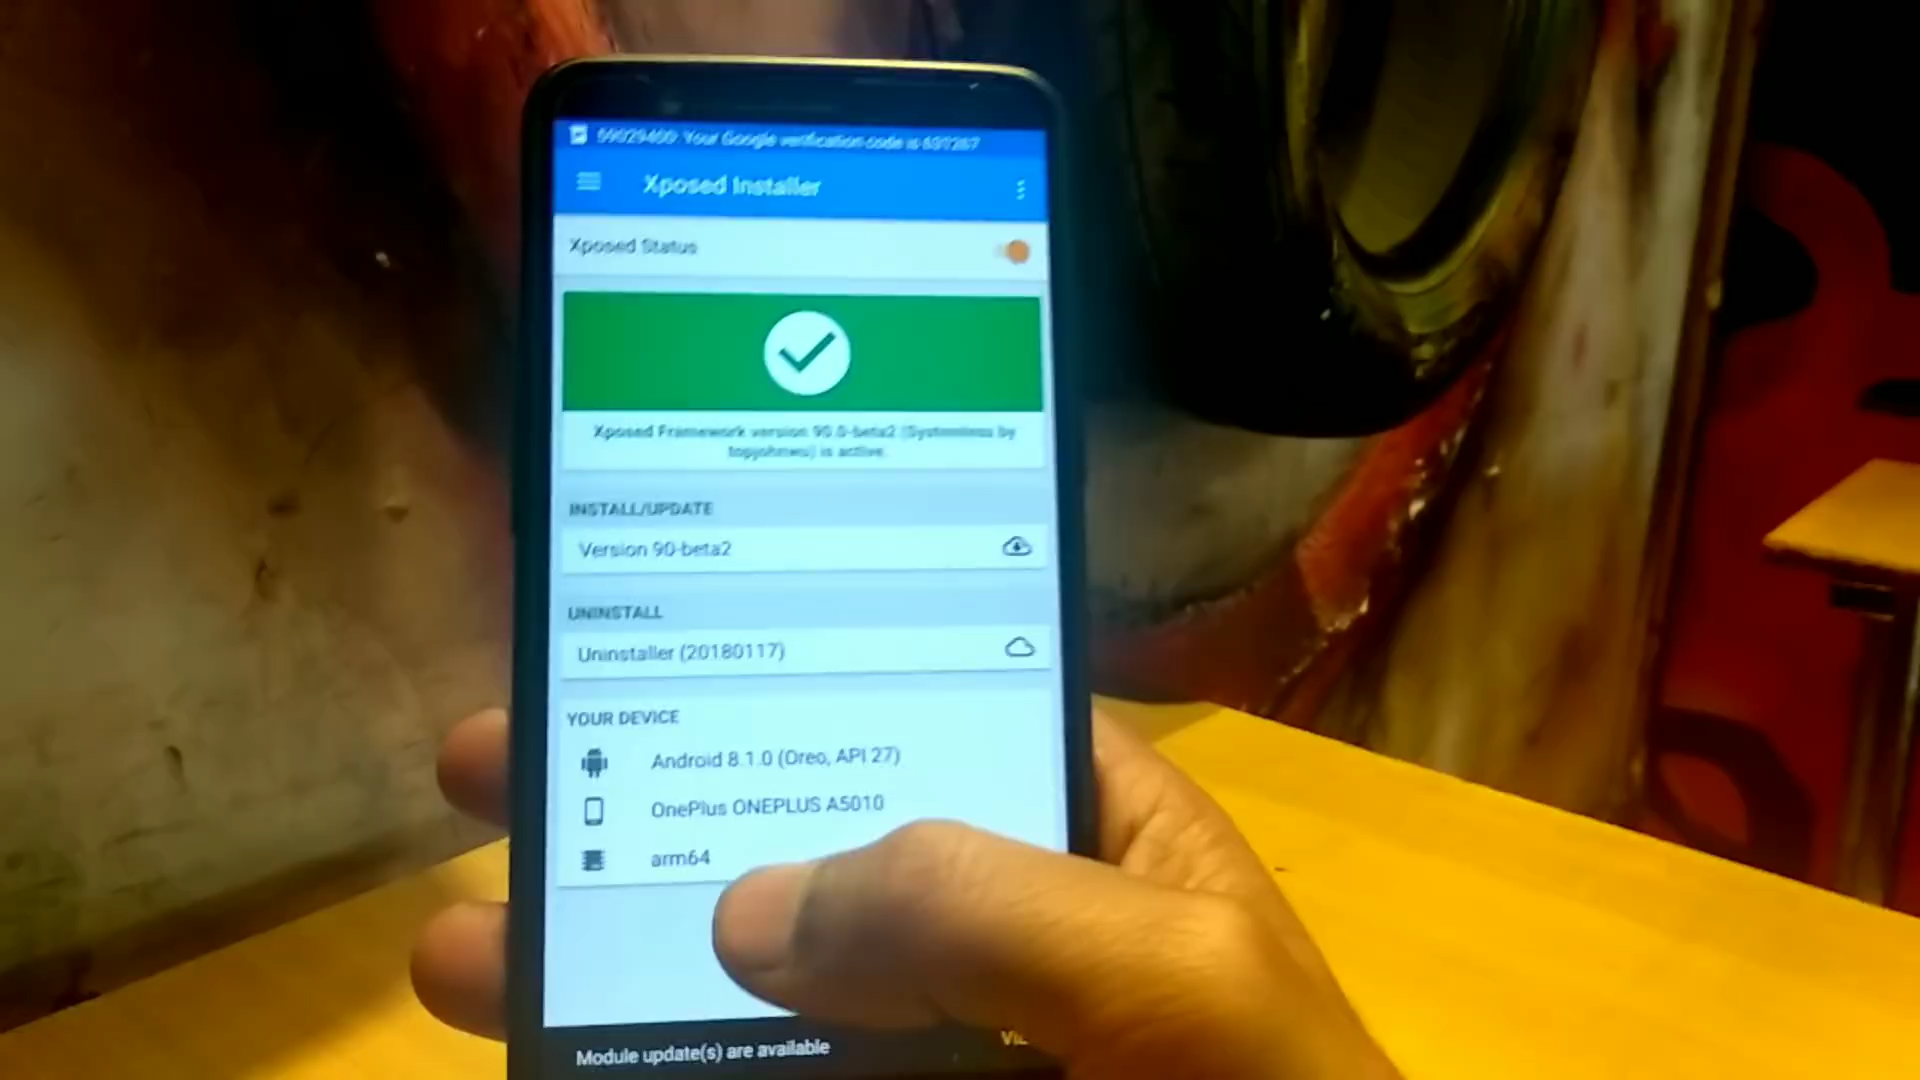 Your Google verification code is
Xposed Installer
Xposed Status
Xposed Framework version 90.0-beta2 (Systemless by
topjohnwu) is active.
INSTALL/UPDATE
Version 90-beta2
UNINSTALL
Uninstaller (20180117)
YOUR DEVICE
Android 8.1.0 (Oreo, API 27)
OnePlus ONEPLUS A5010
arm64
Module update(s) are available